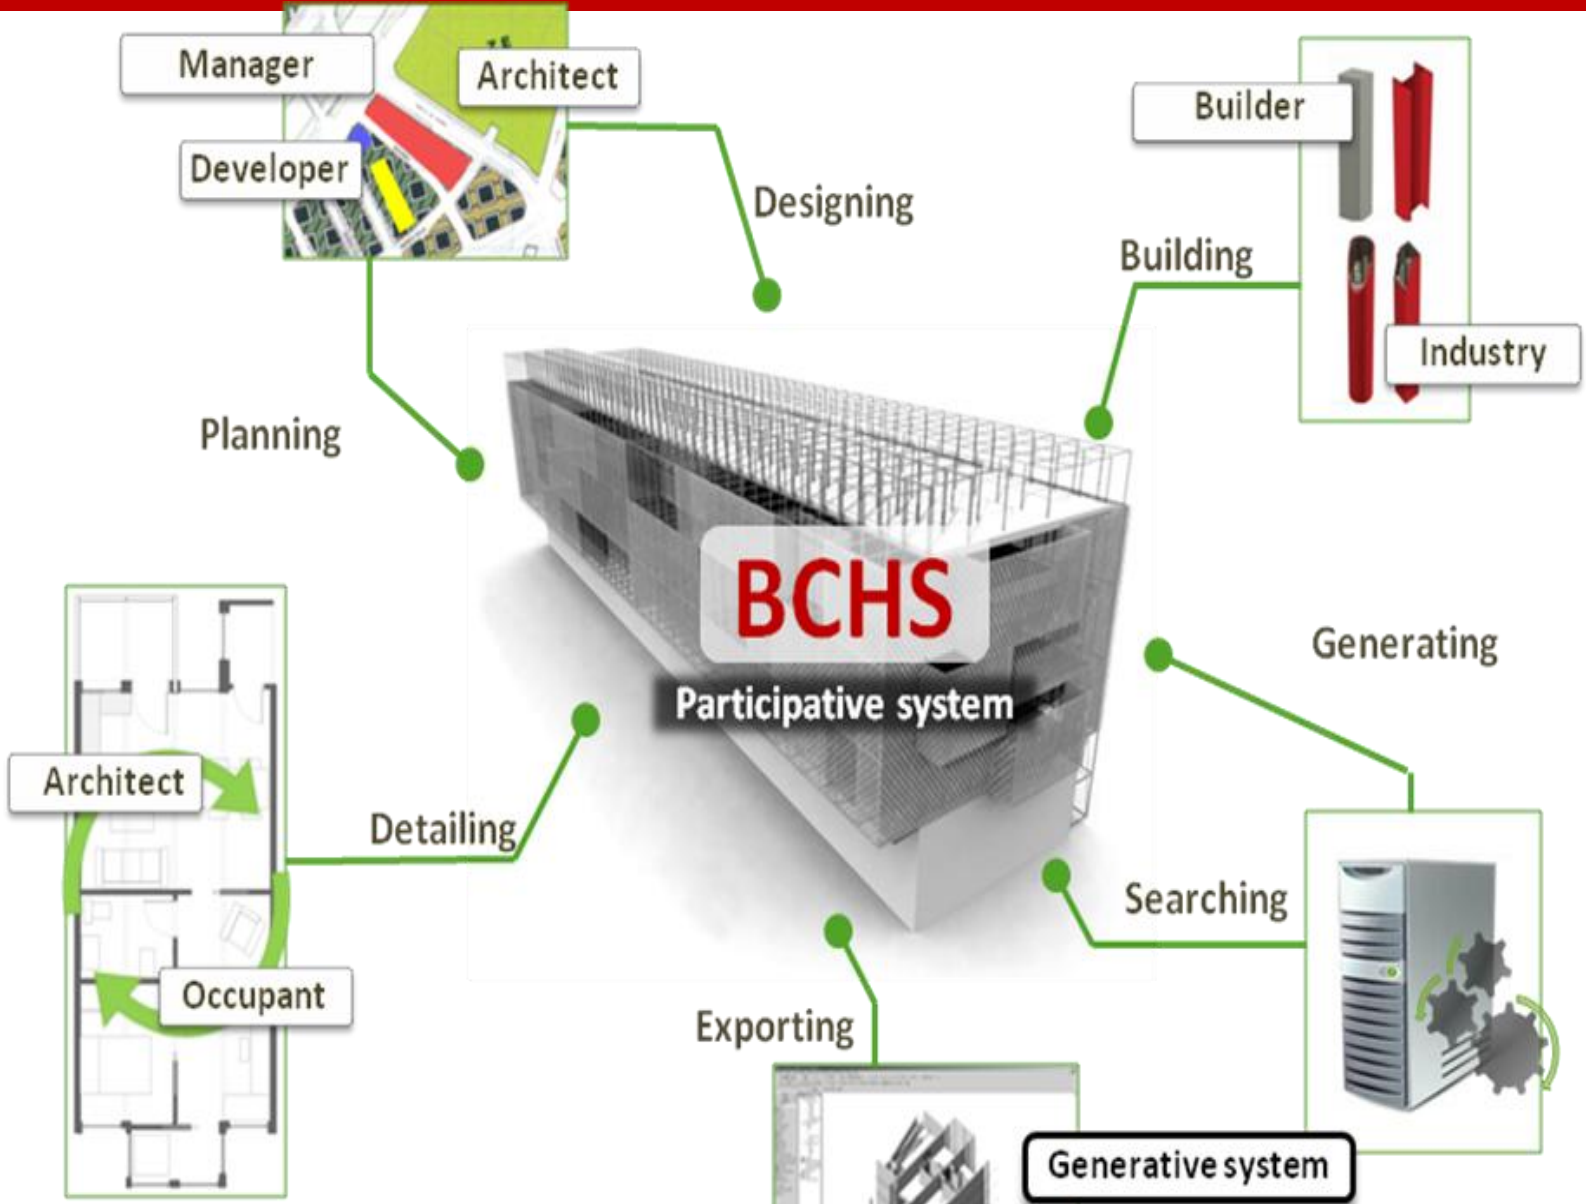 Manager
Architect
Developer
Builder
Designing
Building
Industry
Planning
BCHS
Generating
Participative system
Architect
Detailing
Searching
Occupant
Exporting
Generative system